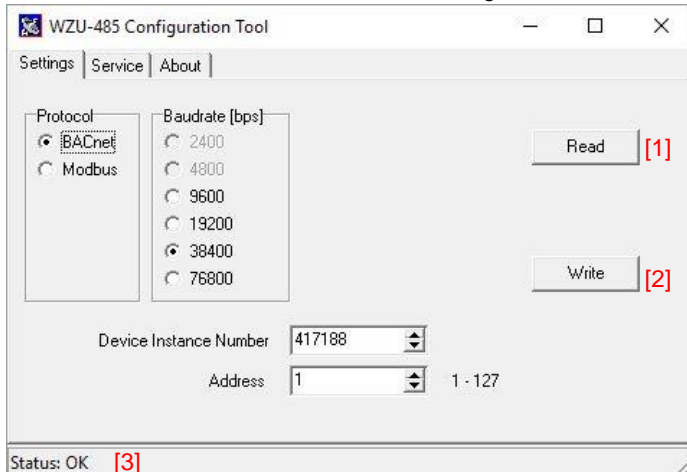 WZU-485 Configuration Tool
Settings Service About
Protocol
BACnet
Modbus
Baudrate [bps]
2400
4800
9600
19200
38400
76800
Read [1]
Write [2]
Device Instance Number 417188
Address 1 1 - 127
Status: OK [3]